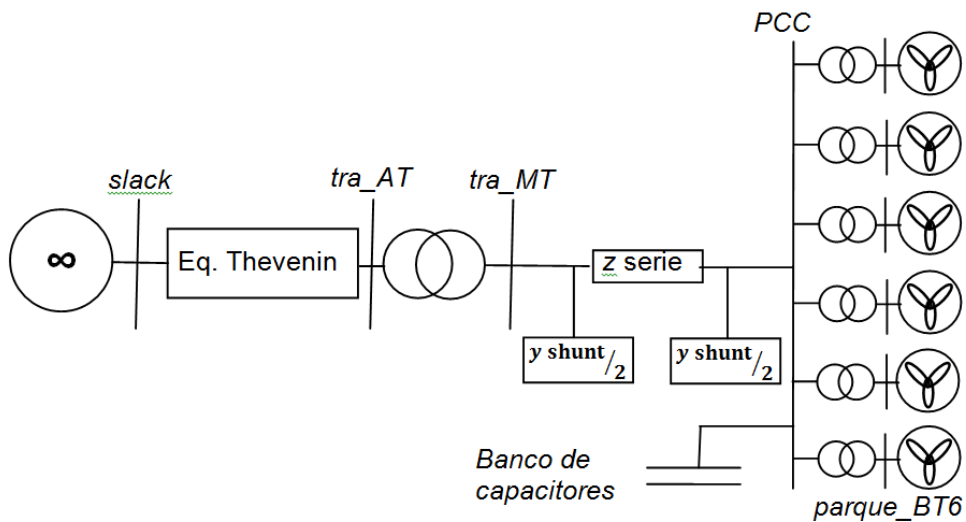 PCC
slack
tra_AT
tra_MT
∞
Eq. Thevenin
z serie
y shunt/2
y shunt/2
Banco de
capacitores
parque_BT6